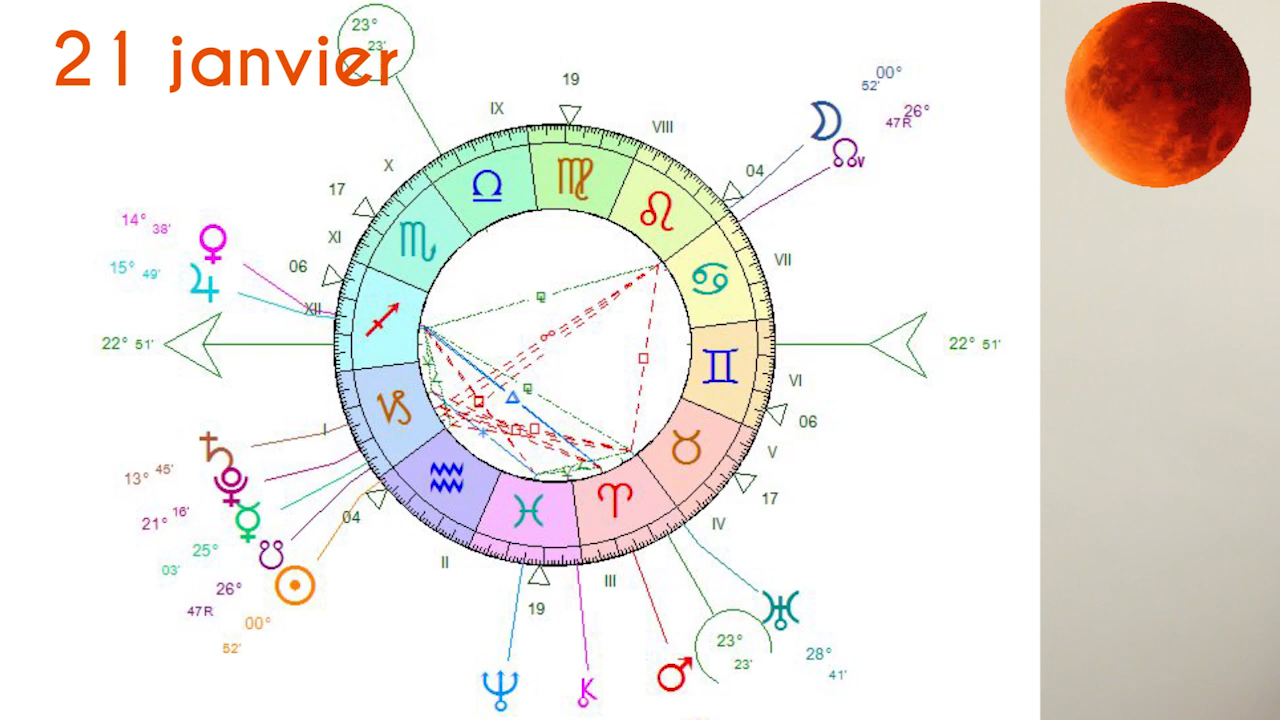 21 janvier
23°
23'
19
IX
VIII
00°
52'
26°
47R
X
04
17
14° 38'
XI
VII
15° 49'
06
XII
22° 51'
22° 51'
VI
06
I
V
13° 45'
17
21° 16'
04
IV
25°
03'
II
III
26°
47R
19
00°
52'
23°
23'
28°
41'